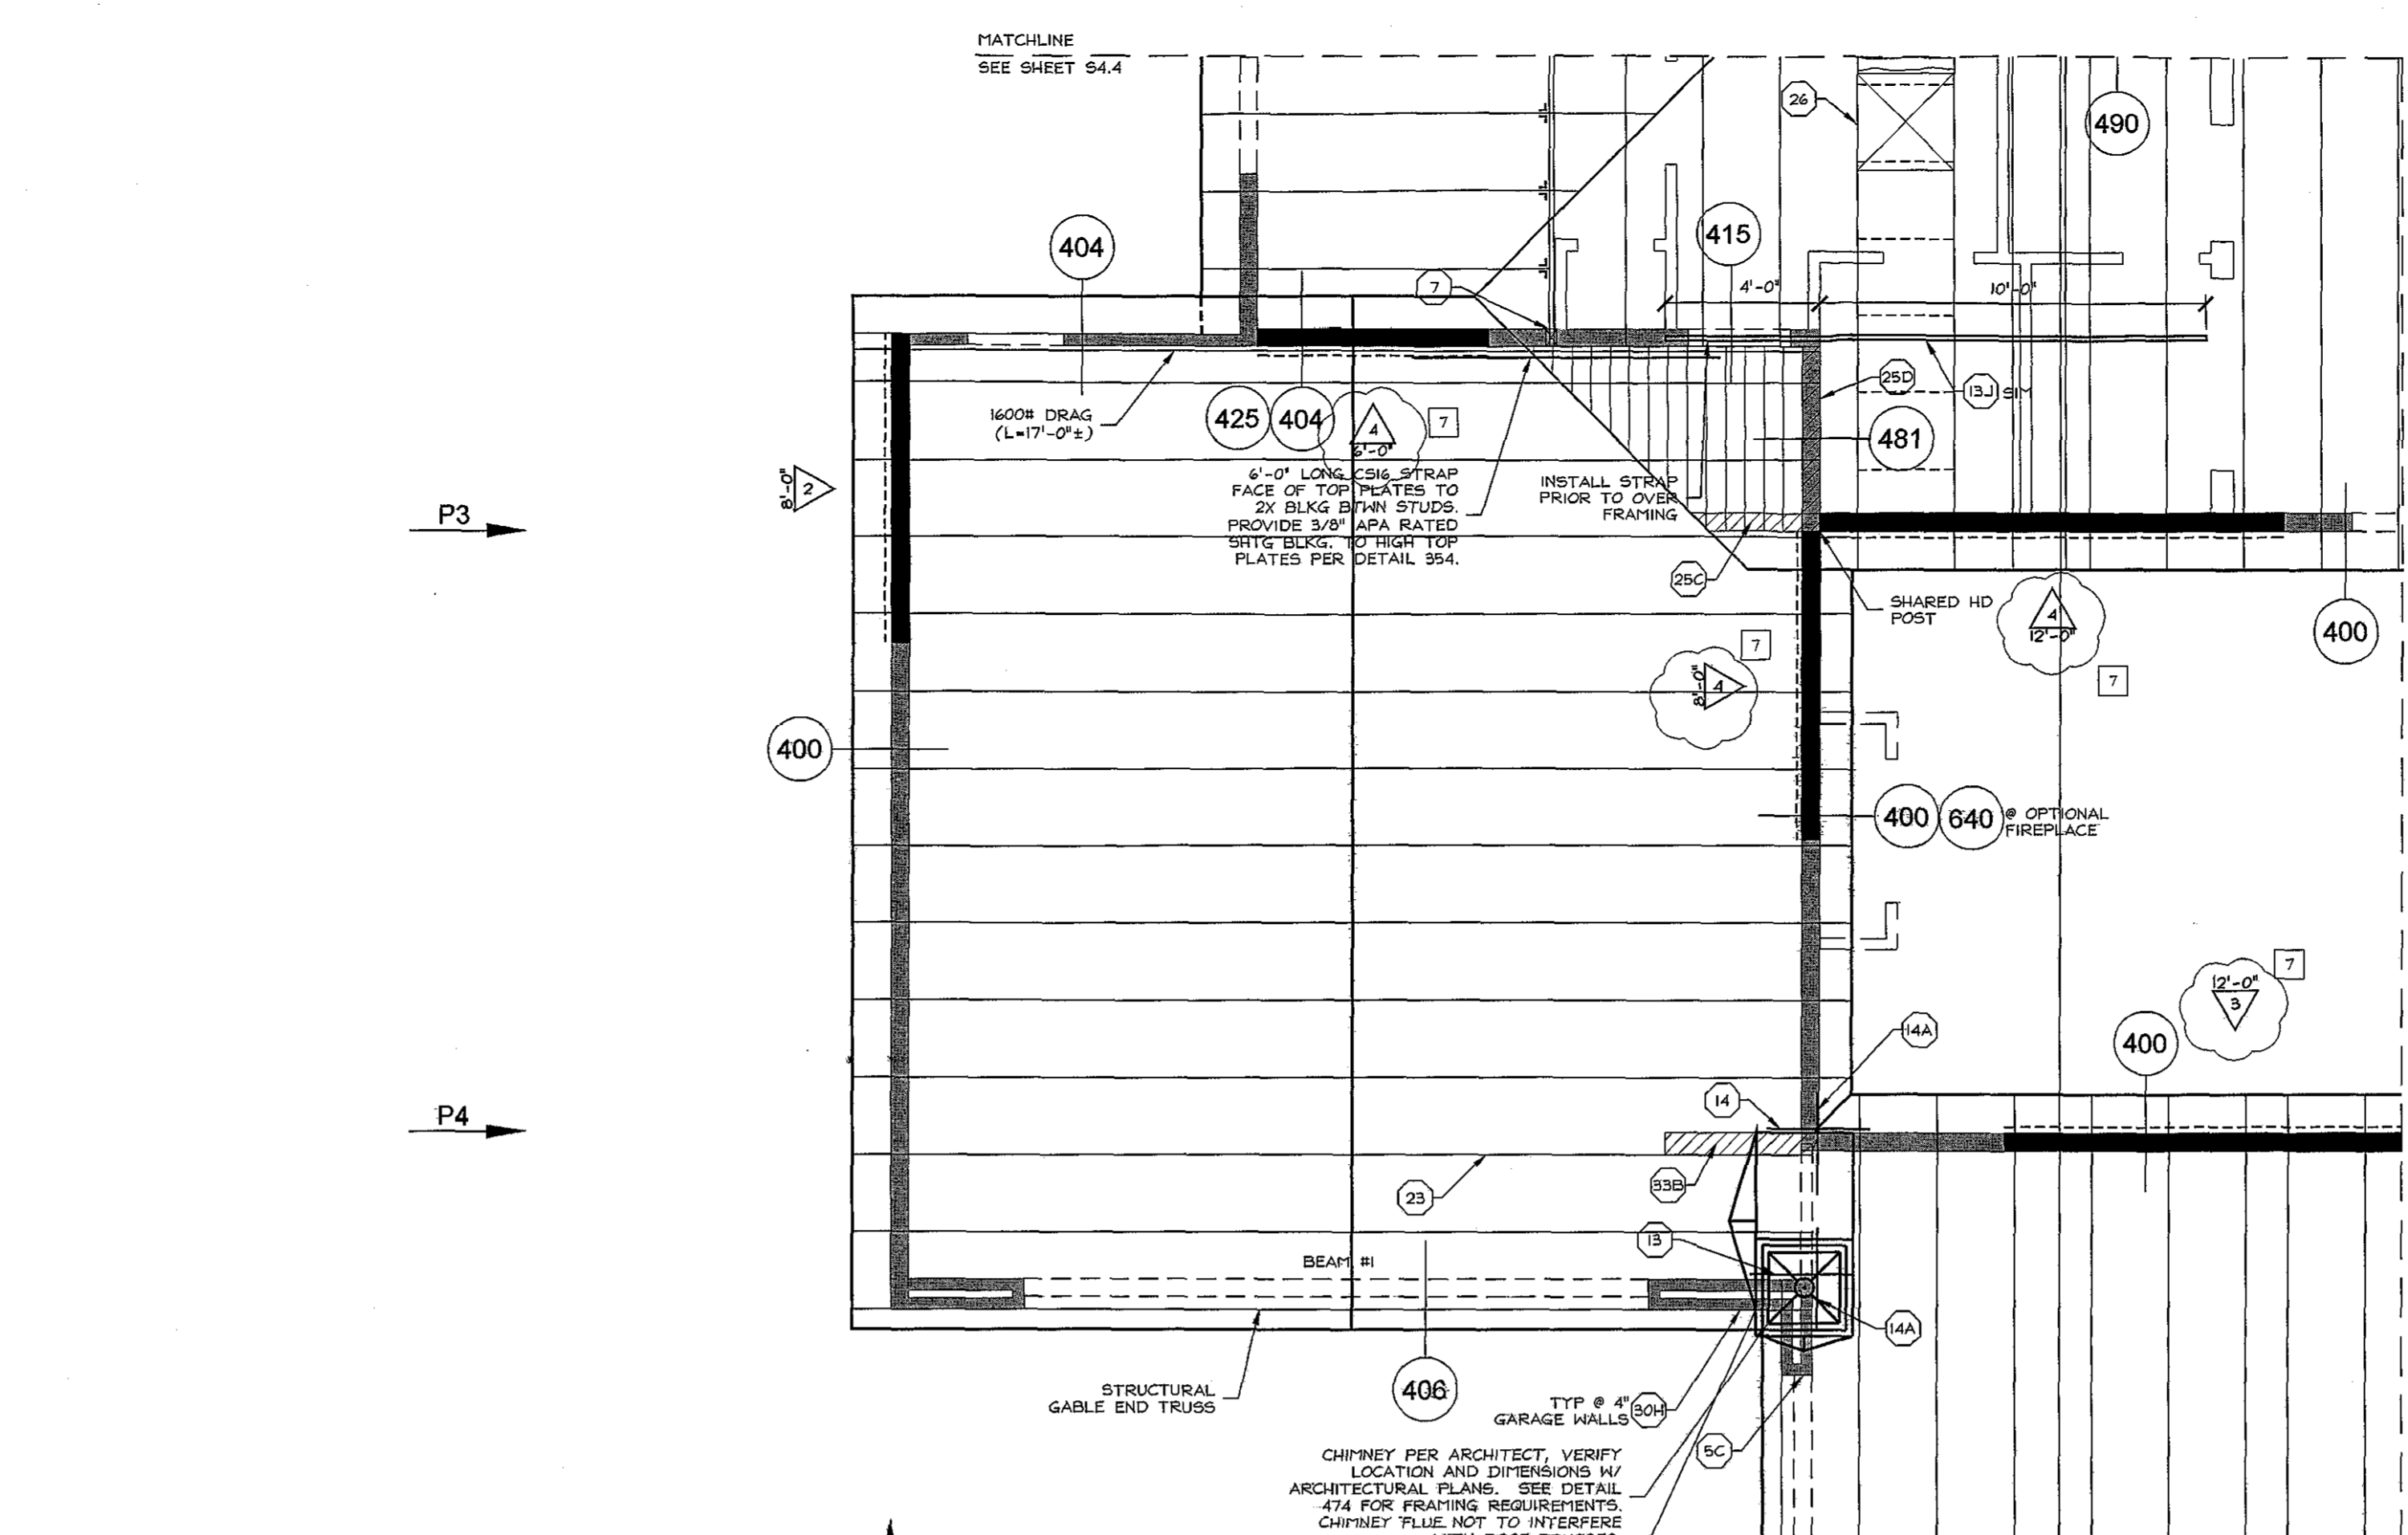 MATCHLINE
SEE SHEET S4.4
26
490
404
415
7
4'-0"
10'-0"
25D
13J SIM
1600# DRAG
(L=17'-0"±)
425
404
4
6'-0"
7
481
8'-0"
2
6'-0" LONG CS16 STRAP
FACE OF TOP PLATES TO
2X BLKG BTWN STUDS.
PROVIDE 3/8" APA RATED
SHTG BLKG. TO HIGH TOP
PLATES PER DETAIL 354.
INSTALL STRAP
PRIOR TO OVER
FRAMING
P3
25C
SHARED HD
POST
4
12'-0"
400
7
7
8'-0"
4
400
400
640
@ OPTIONAL
FIREPLACE
7
12'-0"
3
400
14A
14
P4
33B
23
13
BEAM #1
14A
STRUCTURAL
GABLE END TRUSS
406
TYP @ 4"
GARAGE WALLS
30H
5C
CHIMNEY PER ARCHITECT, VERIFY
LOCATION AND DIMENSIONS W/
ARCHITECTURAL PLANS. SEE DETAIL
474 FOR FRAMING REQUIREMENTS.
CHIMNEY FLUE NOT TO INTERFERE